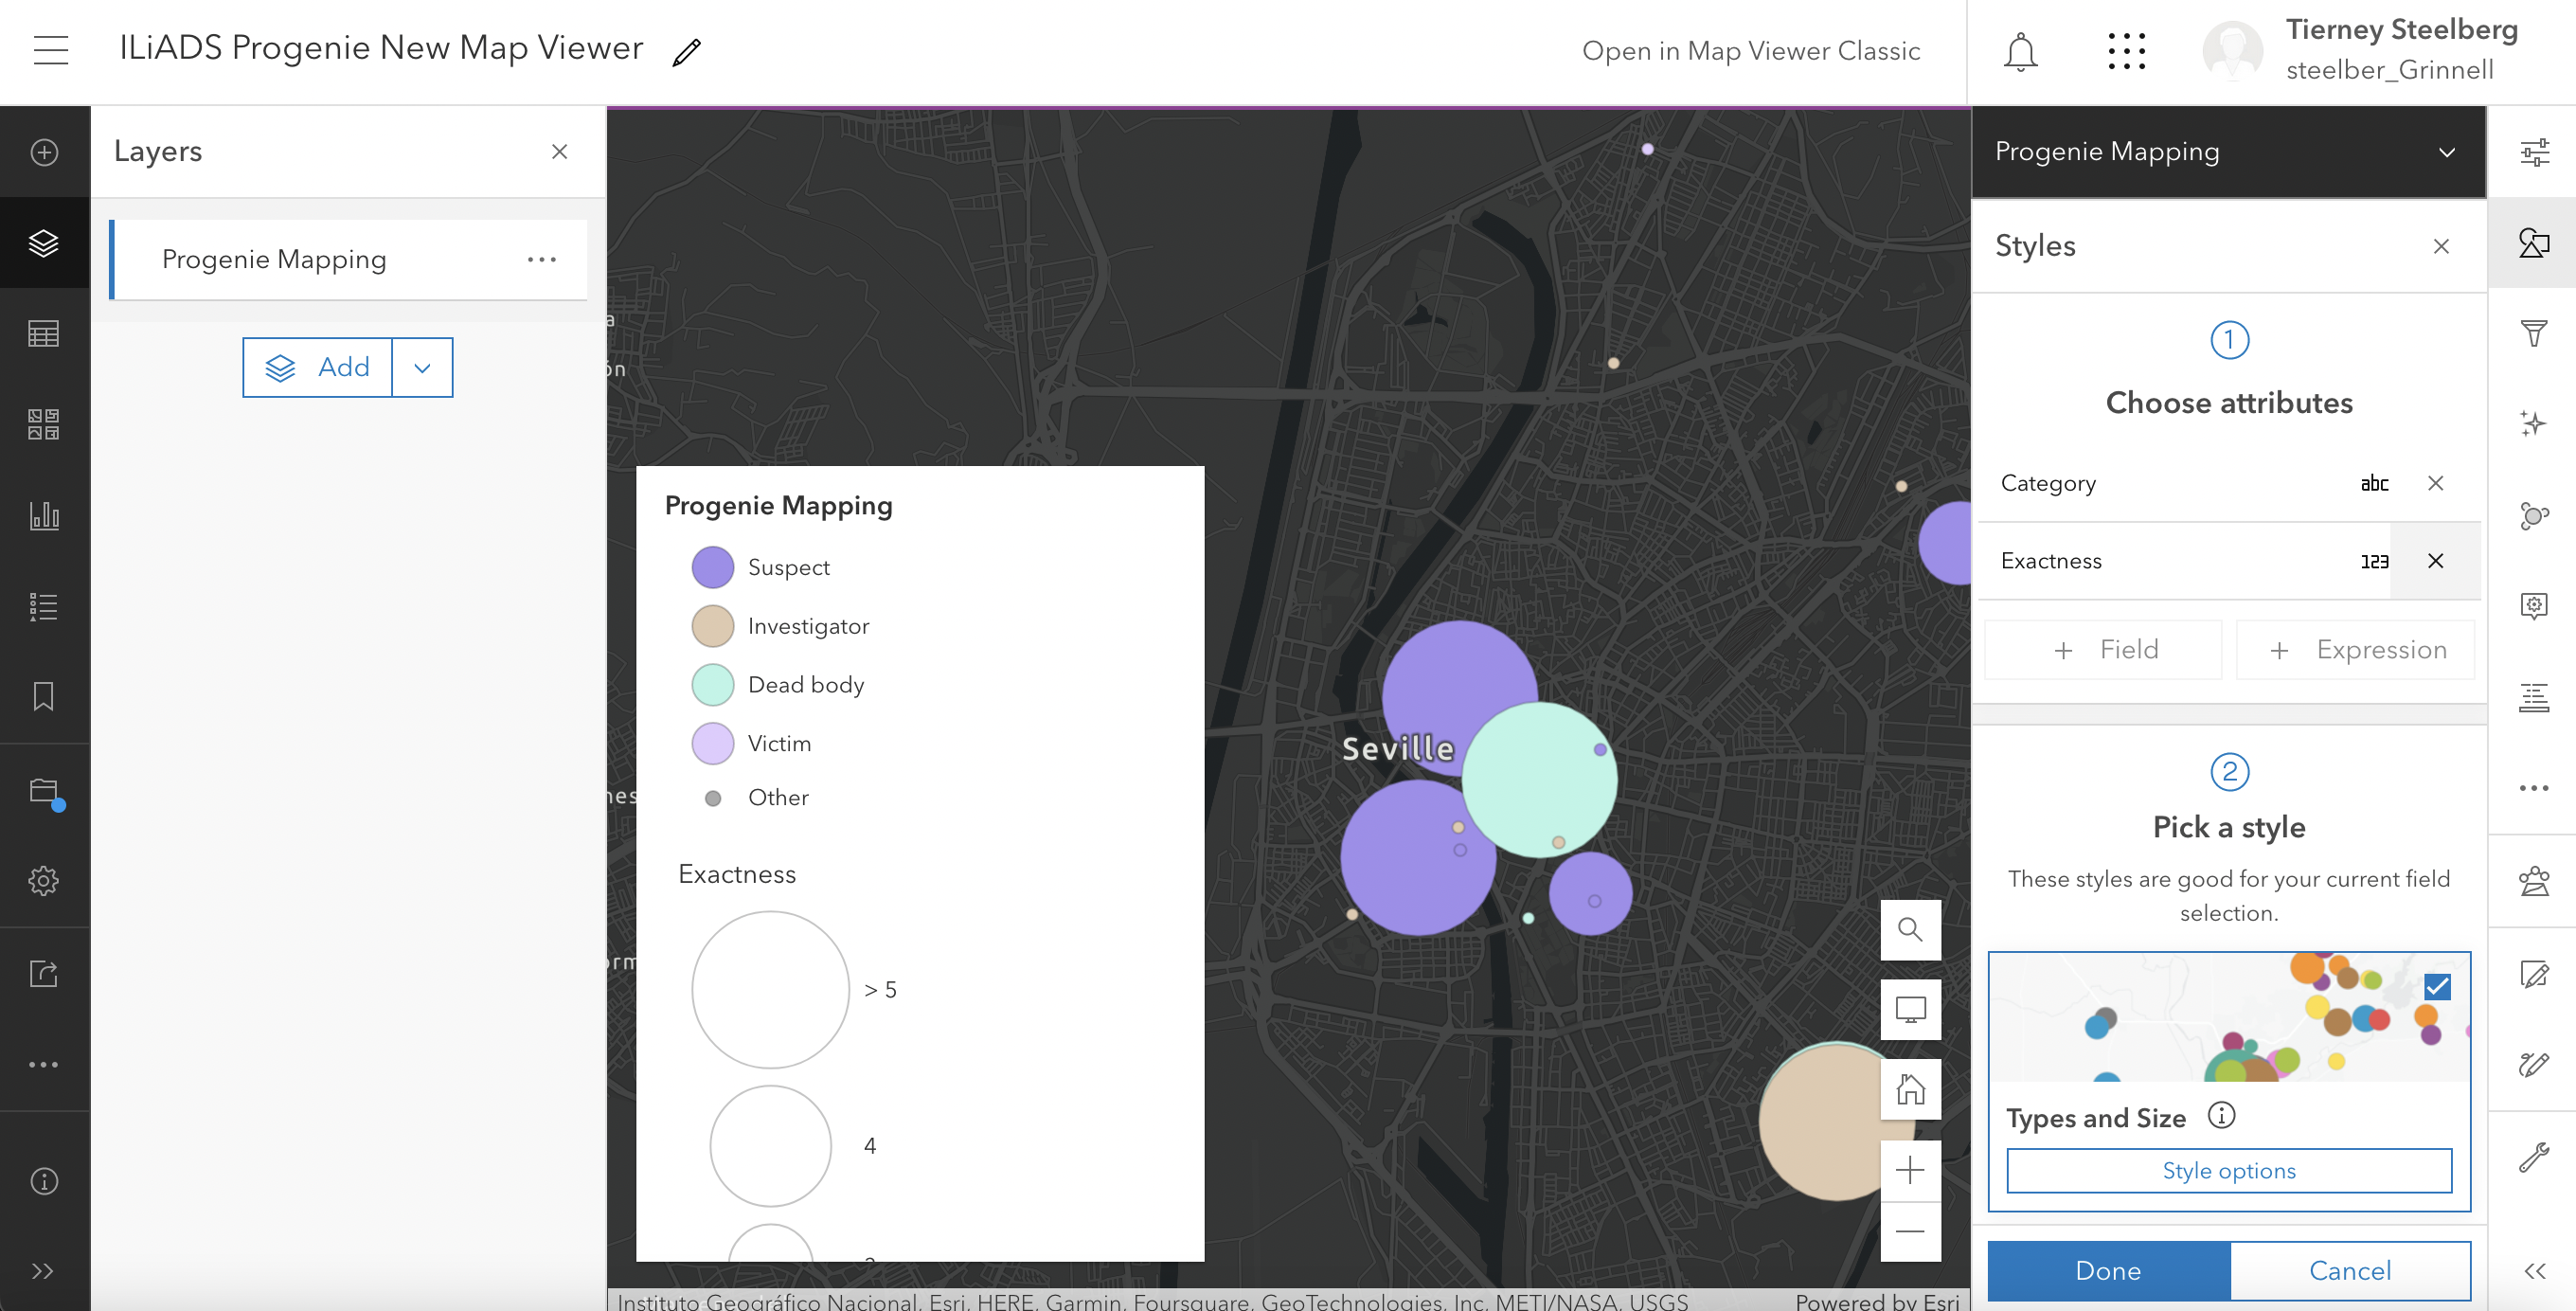 ILiADS Progenie New Map Viewer
Open in Map Viewer Classic
Tierney Steelberg
steelber_Grinnell
Layers
Progenie Mapping
Add
Progenie Mapping
Suspect
Investigator
Dead body
Victim
Other
Exactness
> 5
4
Seville
Instituto Geográfico Nacional, Esri, HERE, Garmin, Foursquare, GeoTechnologies, Inc, METI/NASA, USGS
Powered by Esri
Progenie Mapping
Styles
1
Choose attributes
Category abc
Exactness 123
Field
Expression
2
Pick a style
These styles are good for your current field
selection.
Types and Size
Style options
Done
Cancel